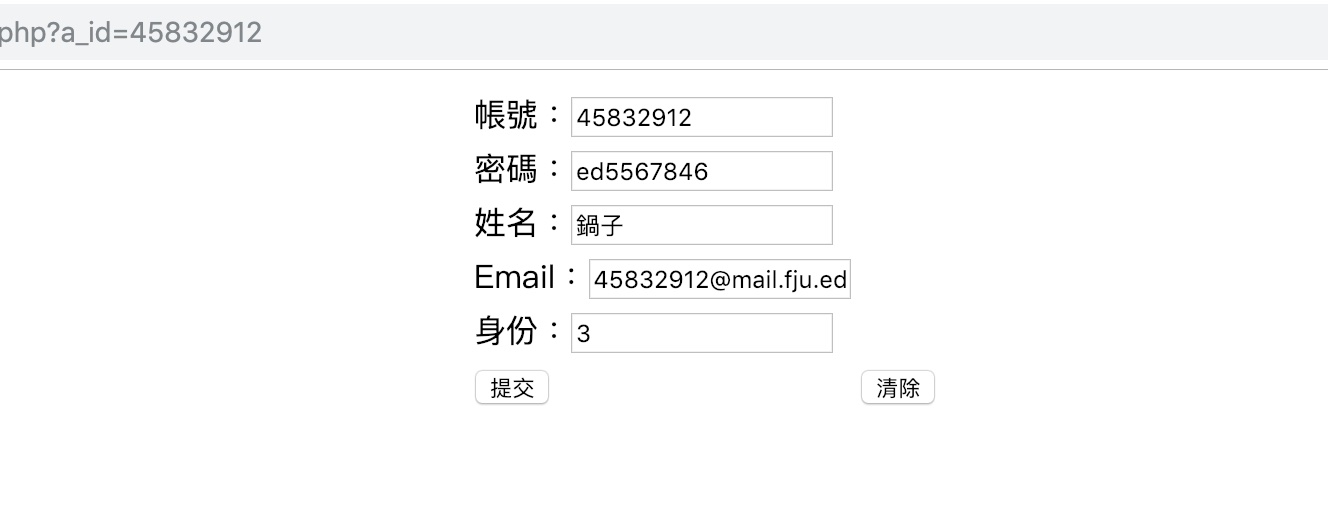 php?a_id=45832912
帳號：45832912
密碼：ed5567846
姓名：鍋子
Email：45832912@mail.fju.ed
身份：3
提交 清除